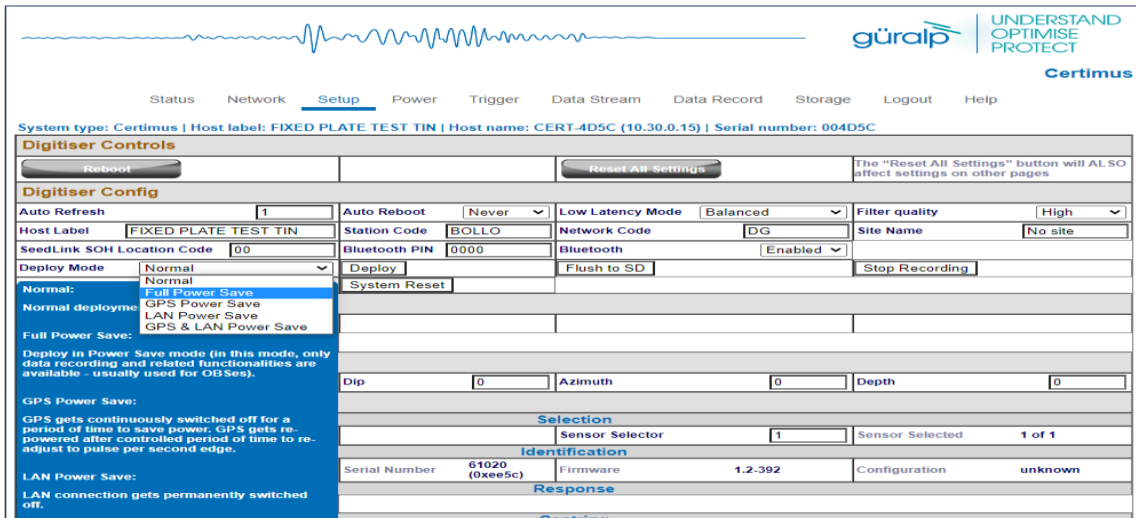 güralp
UNDERSTAND
OPTIMISE
PROTECT
Certimus
Status Network Setup Power Trigger Data Stream Data Record Storage Logout Help
System type: Certimus | Host label: FIXED PLATE TEST TIN | Host name: CERT-4D5C (10.30.0.15) | Serial number: 004D5C
Digitiser Controls
Reboot Reset All Settings The "Reset All Settings" button will ALSO
affect settings on other pages
Digitiser Config
Auto Refresh 1 Auto Reboot Never Low Latency Mode Balanced Filter quality High
Host Label FIXED PLATE TEST TIN Station Code BOLLO Network Code DG Site Name No site
SeedLink SOH Location Code 00 Bluetooth PIN 0000 Bluetooth Enabled
Deploy Mode Normal Deploy Flush to SD Stop Recording
Normal
Full Power Save
GPS Power Save
LAN Power Save
GPS & LAN Power Save
System Reset
Normal:
Normal deployme
Full Power Save:
Deploy in Power Save mode (in this mode, only
data recording and related functionalities are
available - usually used for OBSes).
GPS Power Save:
GPS gets continuously switched off for a
period of time to save power. GPS gets re-
powered after controlled period of time to re-
adjust to pulse per second edge.
LAN Power Save:
LAN connection gets permanently switched
off.
Dip 0 Azimuth 0 Depth 0
Selection
Sensor Selector 1 Sensor Selected 1 of 1
Identification
Serial Number 61020
(0xee5c) Firmware 1.2-392 Configuration unknown
Response